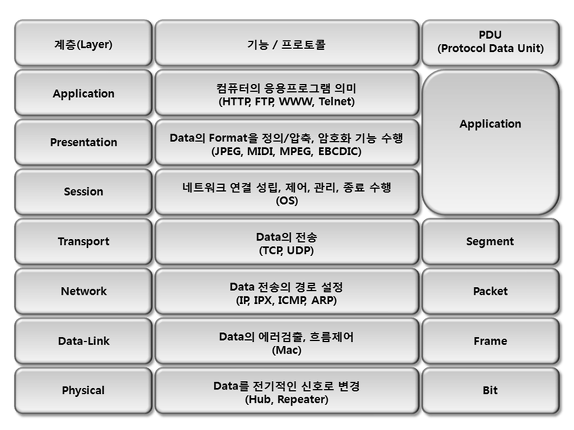 계층(Layer)
기능 / 프로토콜
PDU
(Protocol Data Unit)
Application
컴퓨터의 응용프로그램 의미
(HTTP, FTP, WWW, Telnet)
Application
Presentation
Data의 Format을 정의/압축, 암호화 기능 수행
(JPEG, MIDI, MPEG, EBCDIC)
Session
네트워크 연결 성립, 제어, 관리, 종료 수행
(OS)
Transport
Data의 전송
(TCP, UDP)
Segment
Network
Data 전송의 경로 설정
(IP, IPX, ICMP, ARP)
Packet
Data-Link
Data의 에러검출, 흐름제어
(Mac)
Frame
Physical
Data를 전기적인 신호로 변경
(Hub, Repeater)
Bit